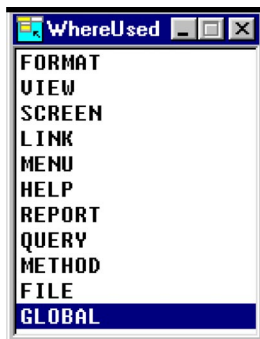 WhereUsed
FORMAT
VIEW
SCREEN
LINK
MENU
HELP
REPORT
QUERY
METHOD
FILE
GLOBAL